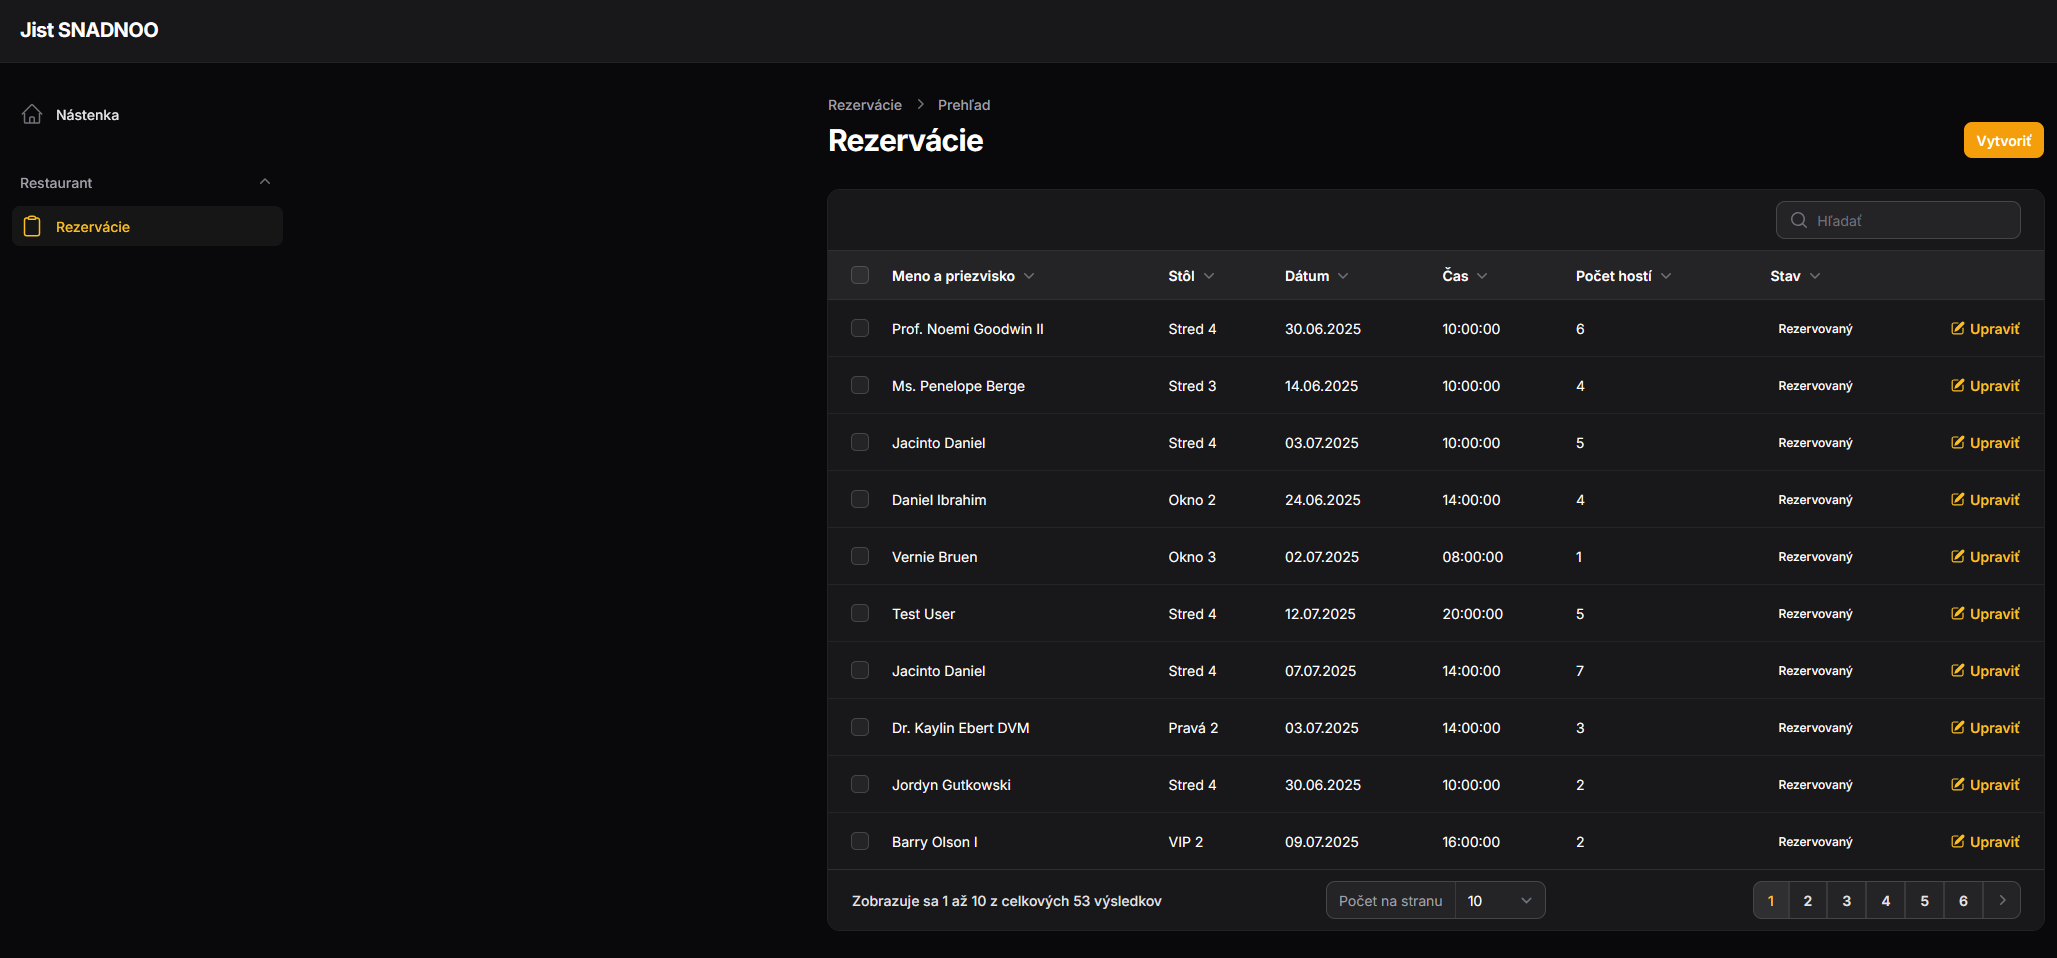 Jist SNADNOO
Nástenka
Restaurant
Rezervácie
Rezervácie > Prehľad
Rezervácie
Vytvoriť
Hľadať
Meno a priezvisko Stôl Dátum Čas Počet hostí Stav
Prof. Noemi Goodwin II Stred 4 30.06.2025 10:00:00 6 Rezervovaný Upraviť
Ms. Penelope Berge Stred 3 14.06.2025 10:00:00 4 Rezervovaný Upraviť
Jacinto Daniel Stred 4 03.07.2025 10:00:00 5 Rezervovaný Upraviť
Daniel Ibrahim Okno 2 24.06.2025 14:00:00 4 Rezervovaný Upraviť
Vernie Bruen Okno 3 02.07.2025 08:00:00 1 Rezervovaný Upraviť
Test User Stred 4 12.07.2025 20:00:00 5 Rezervovaný Upraviť
Jacinto Daniel Stred 4 07.07.2025 14:00:00 7 Rezervovaný Upraviť
Dr. Kaylin Ebert DVM Pravá 2 03.07.2025 14:00:00 3 Rezervovaný Upraviť
Jordyn Gutkowski Stred 4 30.06.2025 10:00:00 2 Rezervovaný Upraviť
Barry Olson I VIP 2 09.07.2025 16:00:00 2 Rezervovaný Upraviť
Zobrazuje sa 1 až 10 z celkových 53 výsledkov Počet na stranu 10 1 2 3 4 5 6